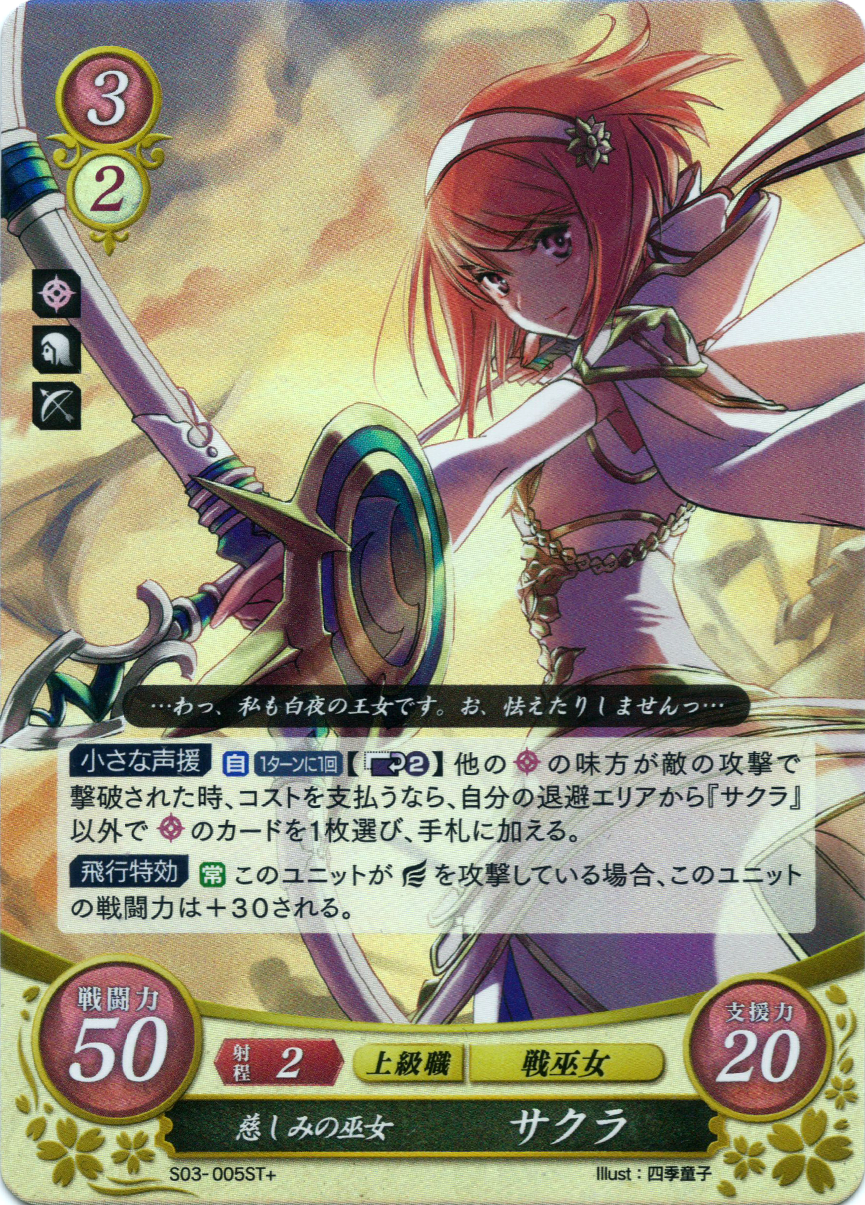 3
2
…わっ、私も白夜の王女です。お、怯えたりしませんっ…
小さな声援 自 1ターンに1回【2】他の の味方が敵の攻撃で
撃破された時、コストを支払うなら、自分の退避エリアから『サクラ』
以外で のカードを1枚選び、手札に加える。
飛行特効 常 このユニットが を攻撃している場合、このユニット
の戦闘力は＋30される。
戦闘力
50
射程 2
上級職 戦巫女
支援力
20
慈しみの巫女 サクラ
S03-005ST+ Illust：四季童子